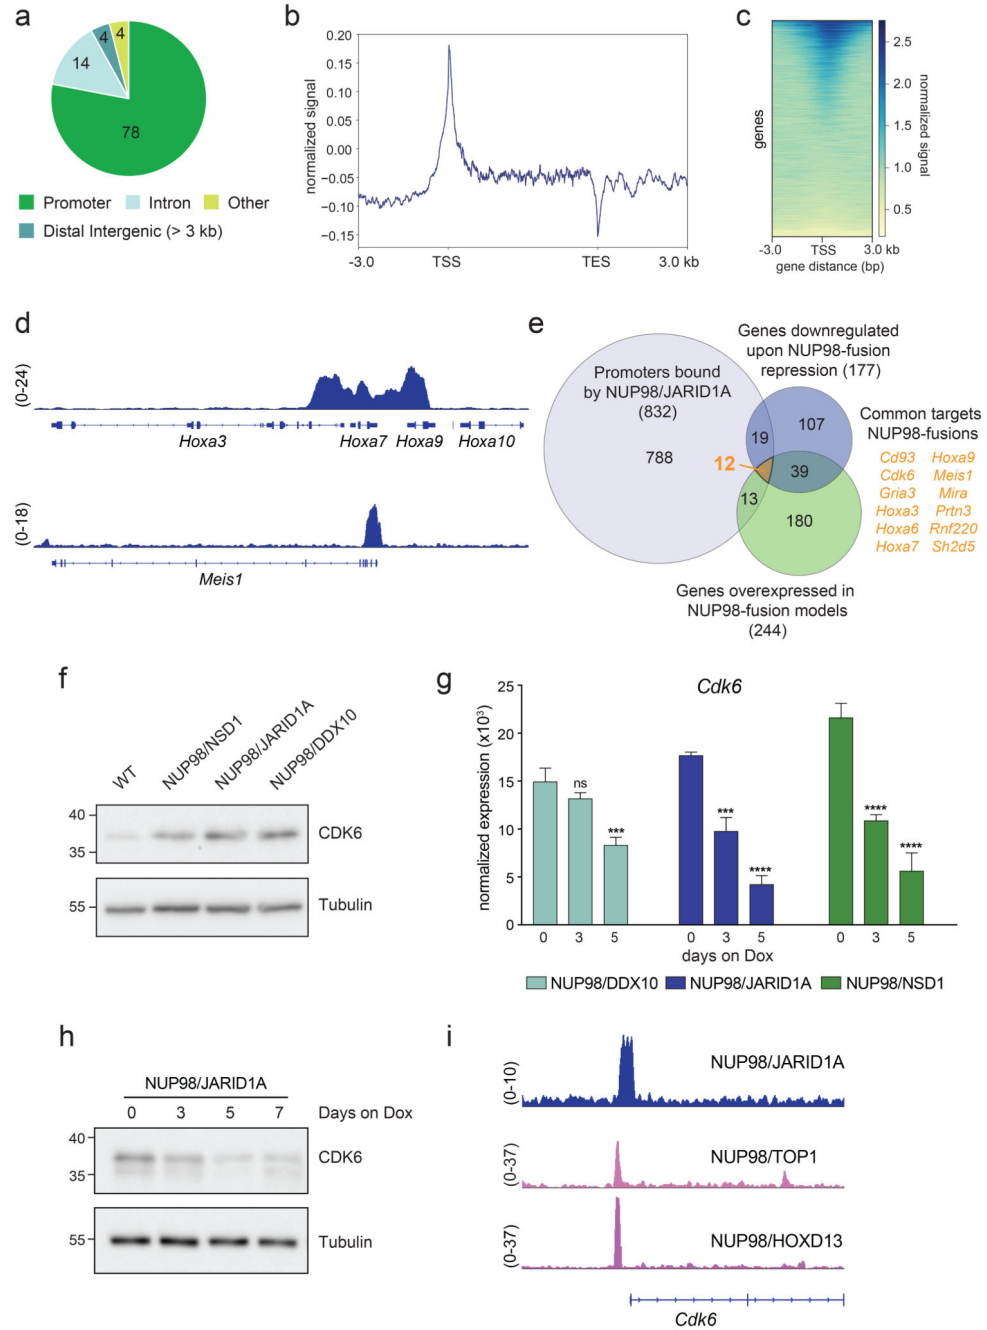 a
4
4
14
78
Promoter
Intron
Other
Distal Intergenic (> 3 kb)
b
normalized signal
0.20
0.15
0.10
0.05
0.00
−0.05
−0.10
−0.15
-3.0
TSS
TES
3.0 kb
c
genes
2.5
2.0
1.5
1.0
0.5
normalized signal
-3.0
TSS
3.0 kb
gene distance (bp)
d
(0-24)
Hoxa3
Hoxa7
Hoxa9
Hoxa10
(0-18)
Meis1
e
Genes downregulated
upon NUP98-fusion
repression (177)
Promoters bound
by NUP98/JARID1A
(832)
788
19
107
12
39
13
180
Common targets
NUP98-fusions
Cd93 Hoxa9
Cdk6 Meis1
Gria3 Mira
Hoxa3 Prtn3
Hoxa6 Rnf220
Hoxa7 Sh2d5
Genes overexpressed in
NUP98-fusion models
(244)
f
WT
NUP98/NSD1
NUP98/JARID1A
NUP98/DDX10
40
35
CDK6
55
Tubulin
g
Cdk6
normalized expression (x10³)
25
20
15
10
5
0
ns
***
***
****
****
****
0 3 5
0 3 5
0 3 5
days on Dox
NUP98/DDX10
NUP98/JARID1A
NUP98/NSD1
h
NUP98/JARID1A
0 3 5 7 Days on Dox
40
35
CDK6
55
Tubulin
i
(0-10)
NUP98/JARID1A
(0-37)
NUP98/TOP1
(0-37)
NUP98/HOXD13
Cdk6